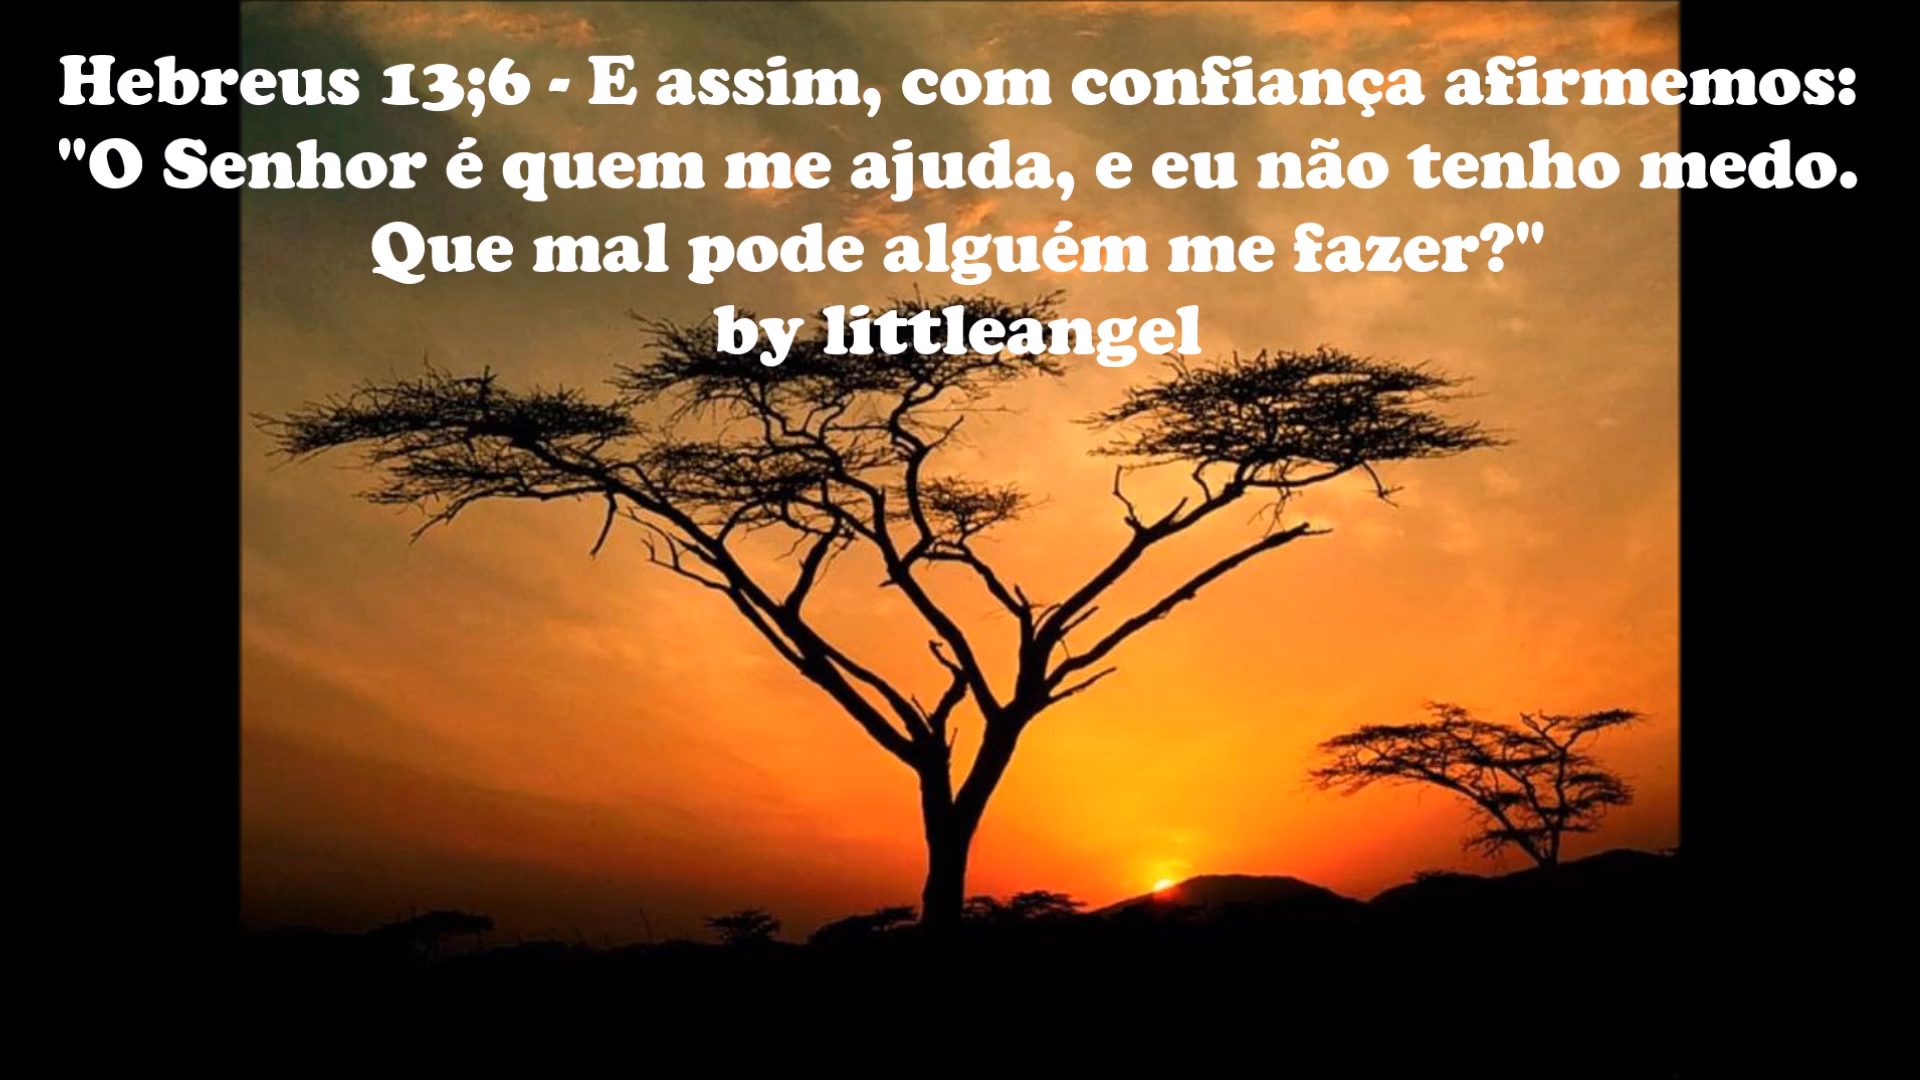 Hebreus 13;6 - E assim, com confiança afirmemos:
"O Senhor é quem me ajuda, e eu não tenho medo.
Que mal pode alguém me fazer?"
by littleangel